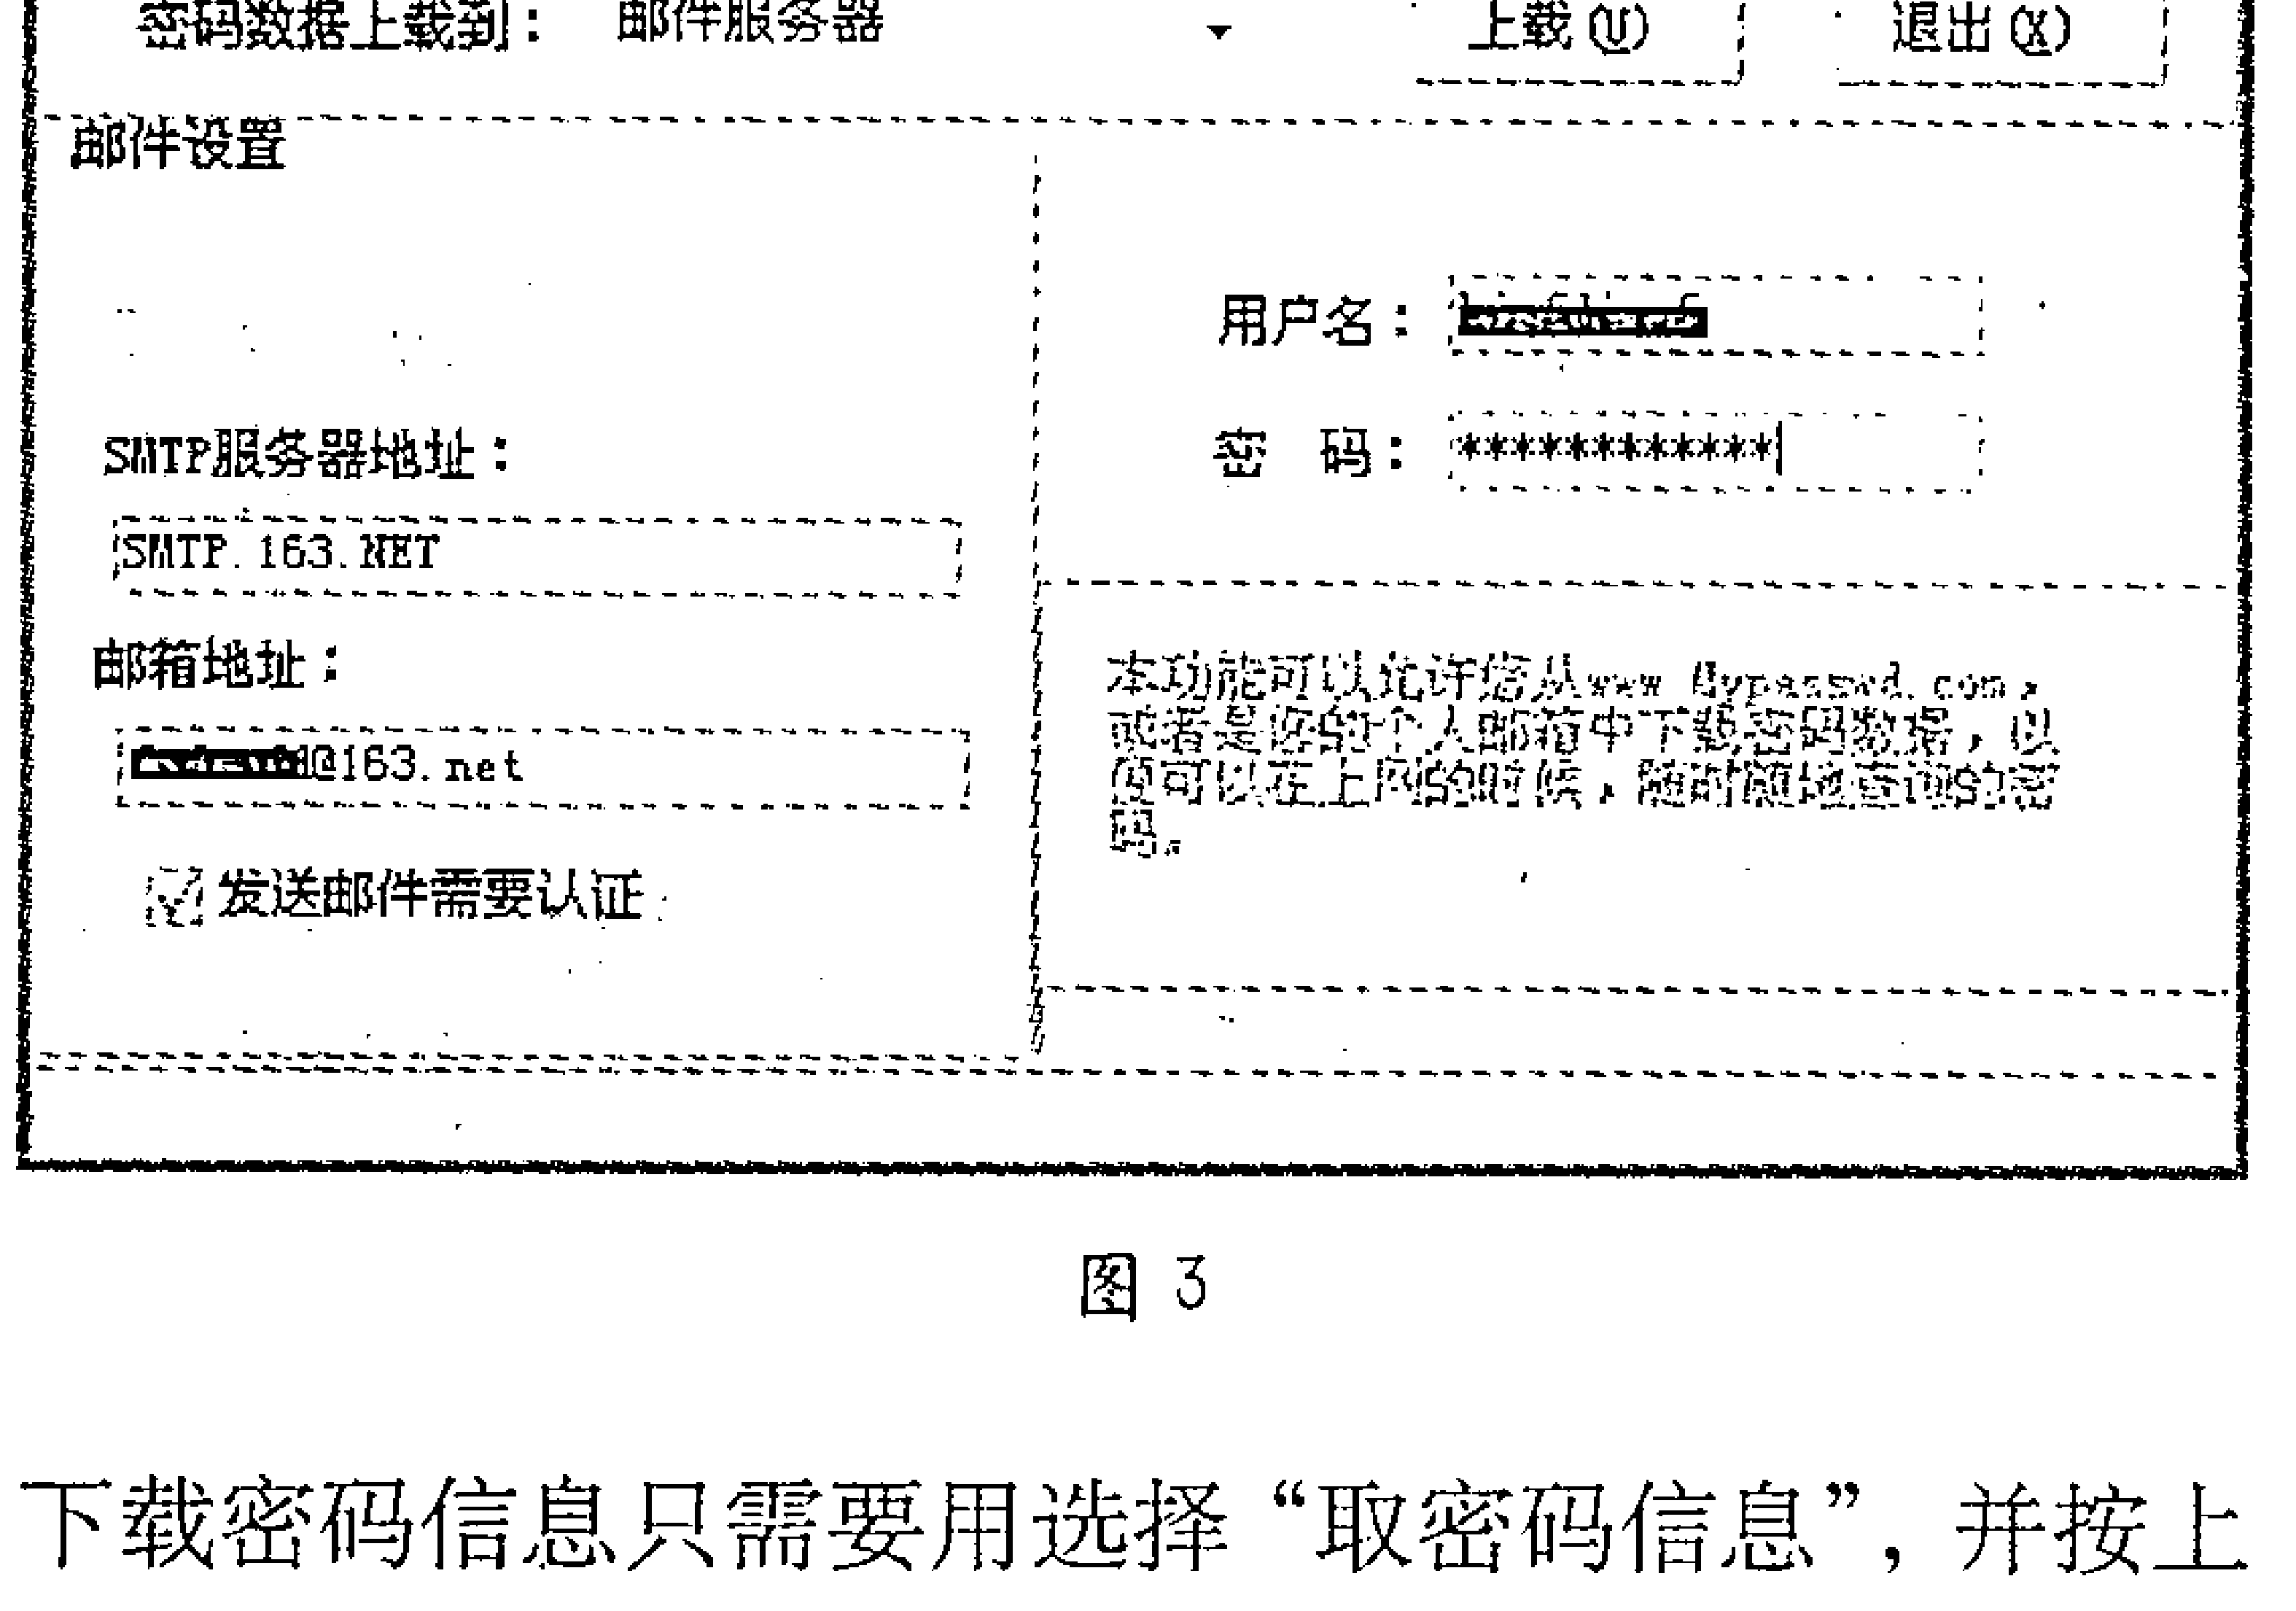 密码数据上载到： 邮件服务器 上载(U) 退出(X)
邮件设置
用户名：
SMTP服务器地址：
密 码： ************
SMTP.163.NET
邮箱地址：
@163.net
发送邮件需要认证
本功能可以允许您从www. .com，
或者是您的个人邮箱中下载密码数据，以
便可以在上网的时候，随时随地查询的密
码。
图 3
下载密码信息只需要用选择“取密码信息”，并按上